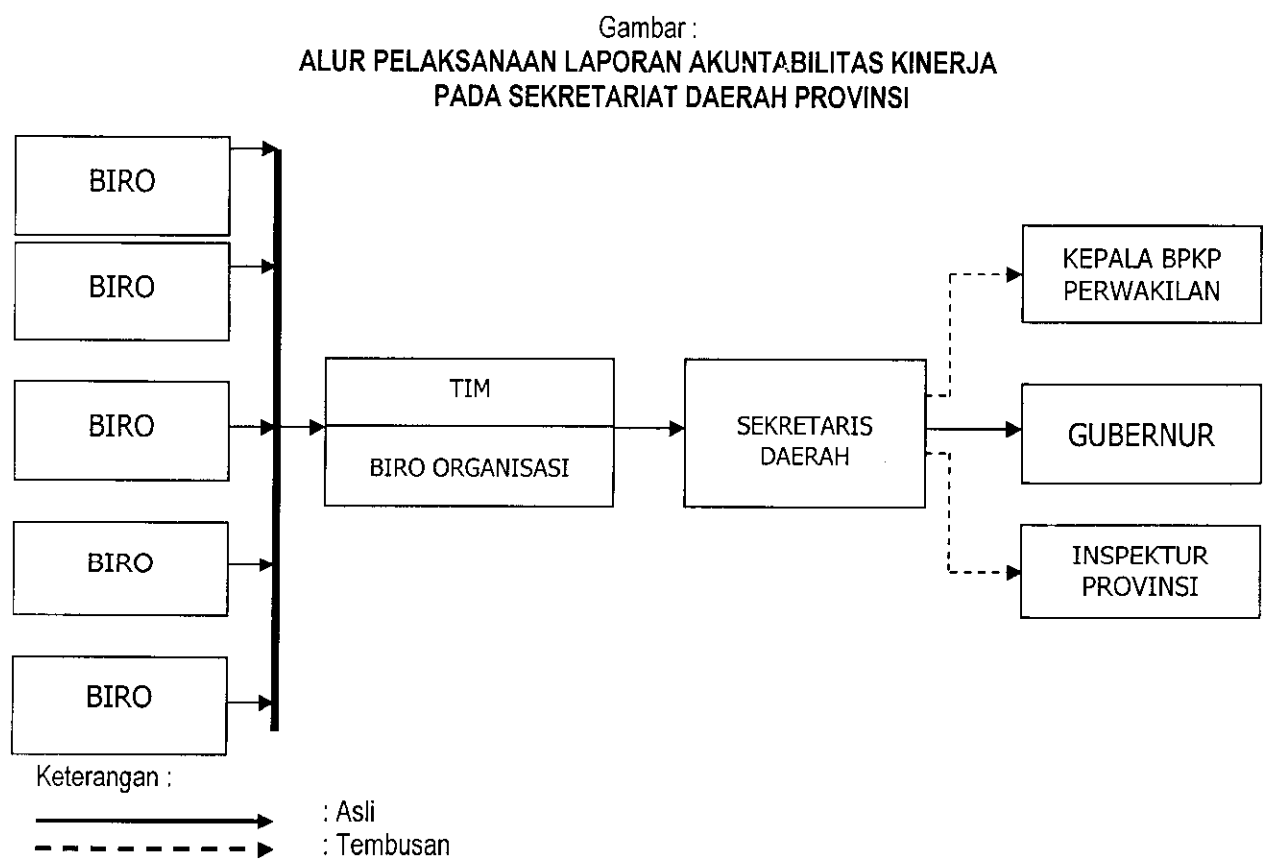 Gambar :
ALUR PELAKSANAAN LAPORAN AKUNTABILITAS KINERJA
PADA SEKRETARIAT DAERAH PROVINSI
BIRO
BIRO
BIRO
BIRO
BIRO
TIM
BIRO ORGANISASI
SEKRETARIS
DAERAH
KEPALA BPKP
PERWAKILAN
GUBERNUR
INSPEKTUR
PROVINSI
Keterangan :
: Asli
: Tembusan